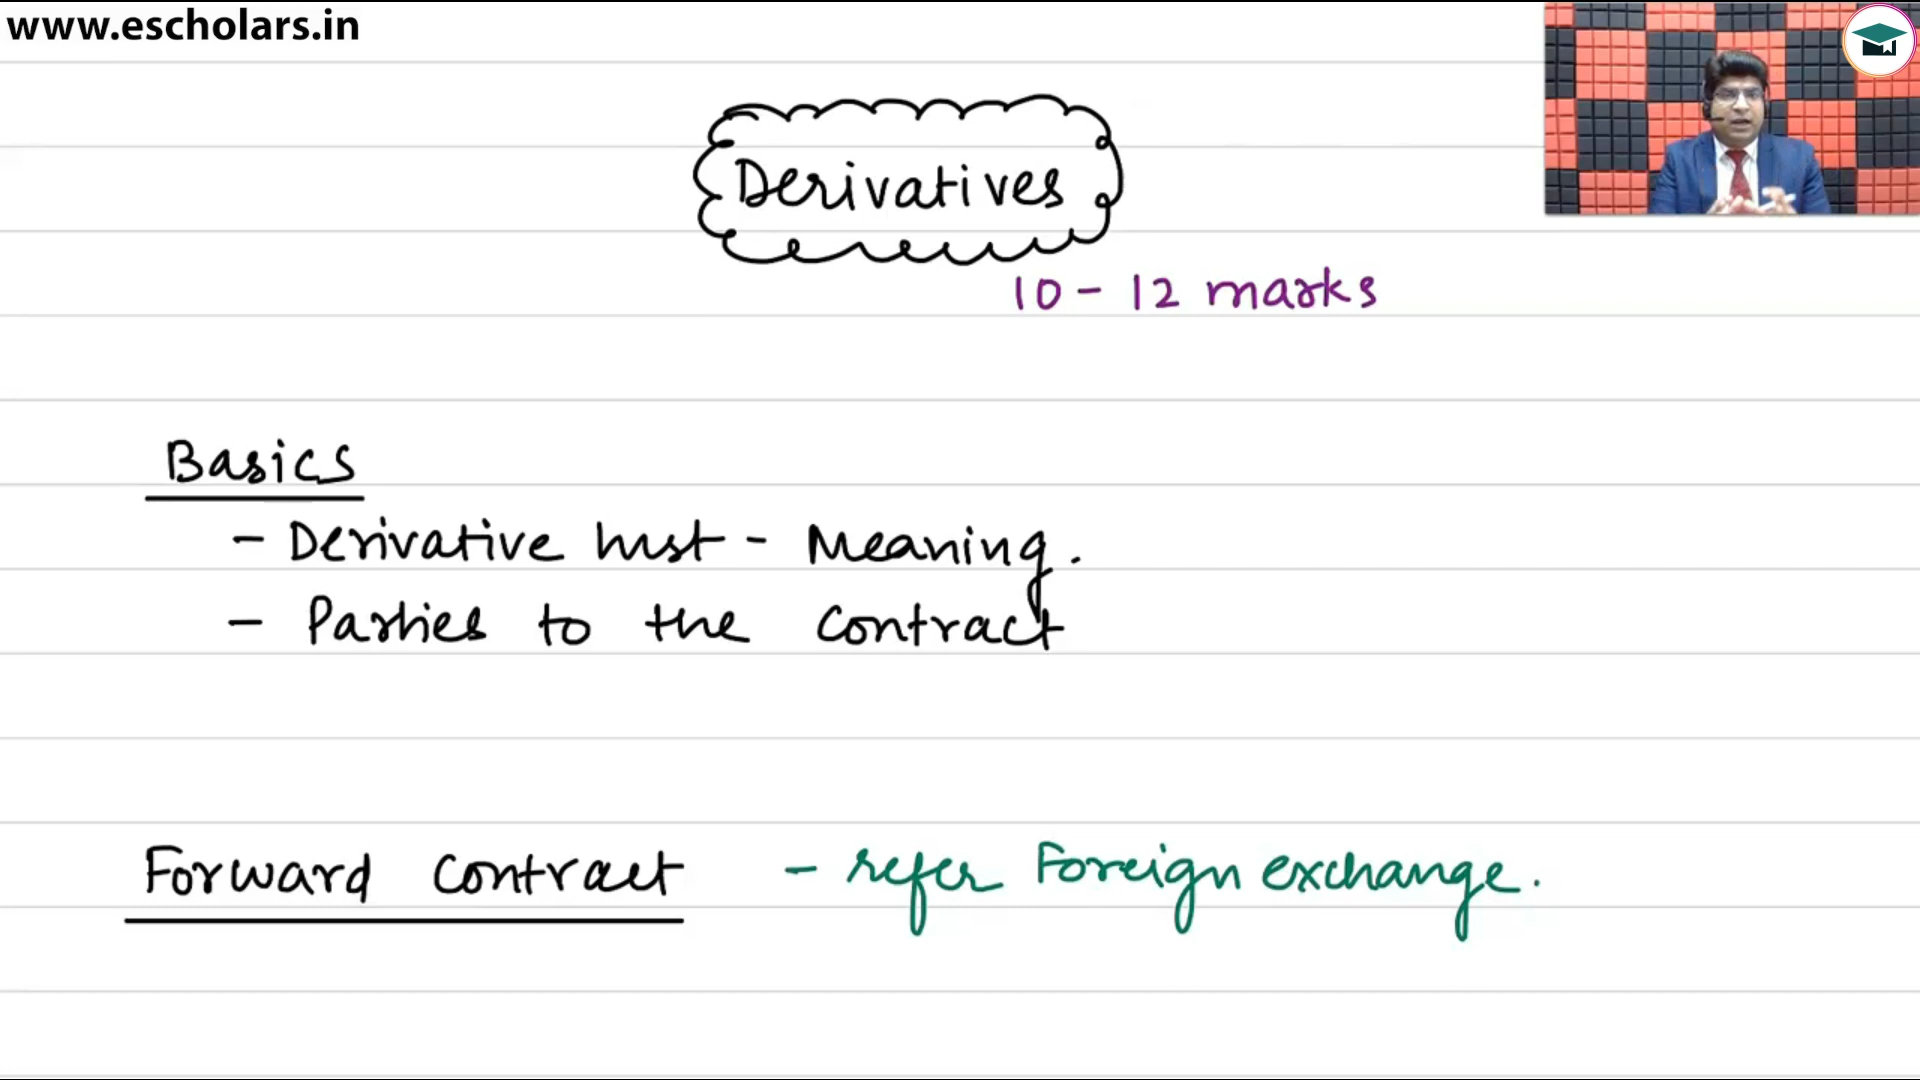 www.escholars.in
Derivatives
10 - 12 marks
Basics
- Derivative Inst - Meaning.
- Parties to the contract
Forward contract - refer Foreign exchange.